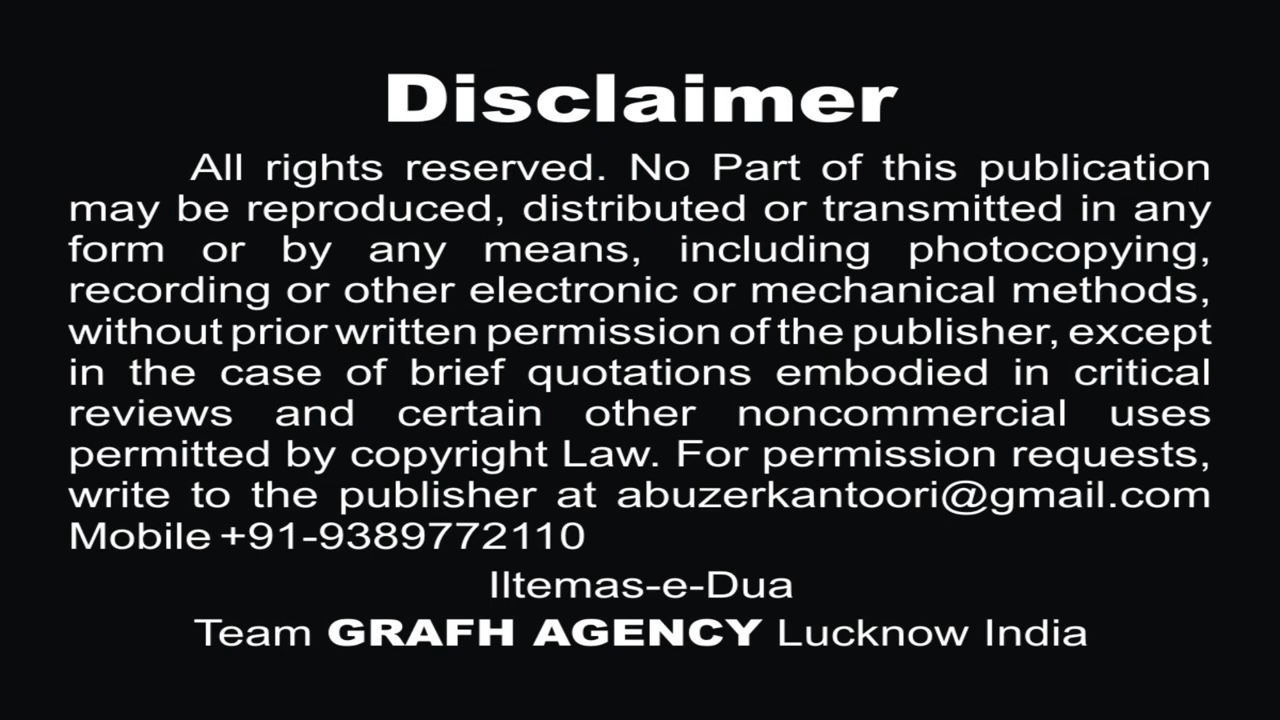 Disclaimer
All rights reserved. No Part of this publication
may be reproduced, distributed or transmitted in any
form or by any means, including photocopying,
recording or other electronic or mechanical methods,
without prior written permission of the publisher, except
in the case of brief quotations embodied in critical
reviews and certain other noncommercial uses
permitted by copyright Law. For permission requests,
write to the publisher at abuzerkantoori@gmail.com
Mobile +91-9389772110
Iltemas-e-Dua
Team GRAFH AGENCY Lucknow India